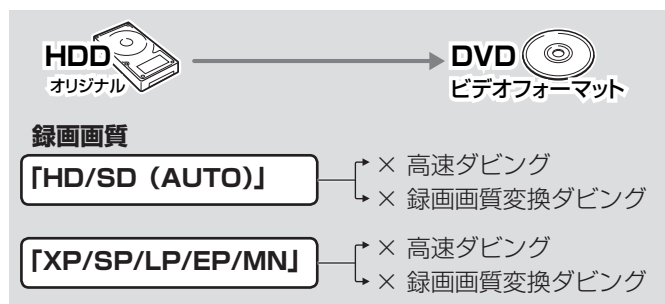 HDD
オリジナル
DVD
ビデオフォーマット
録画画質
「HD/SD（AUTO）」
× 高速ダビング
× 録画画質変換ダビング
「XP/SP/LP/EP/MN」
× 高速ダビング
× 録画画質変換ダビング